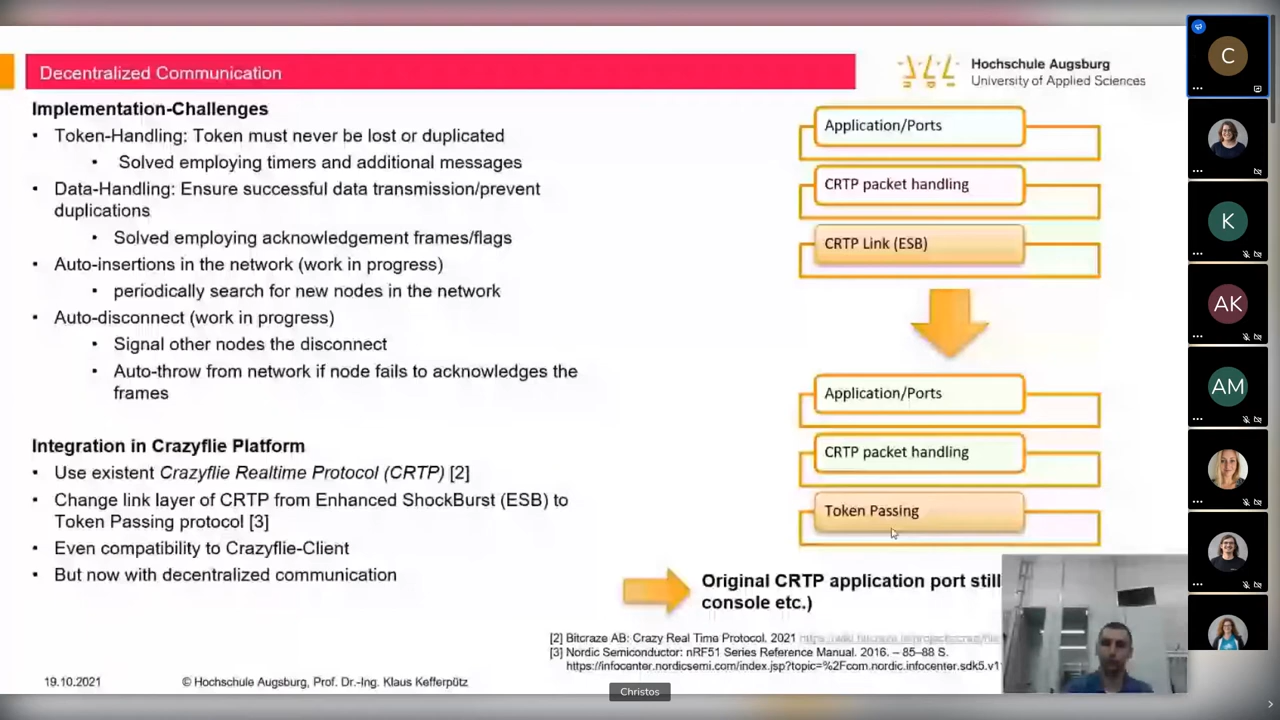 Decentralized Communication
Hochschule Augsburg
University of Applied Sciences
Implementation-Challenges
• Token-Handling: Token must never be lost or duplicated
• Solved employing timers and additional messages
• Data-Handling: Ensure successful data transmission/prevent
duplications
• Solved employing acknowledgement frames/flags
• Auto-insertions in the network (work in progress)
• periodically search for new nodes in the network
• Auto-disconnect (work in progress)
• Signal other nodes the disconnect
• Auto-throw from network if node fails to acknowledges the
frames
Integration in Crazyflie Platform
• Use existent Crazyflie Realtime Protocol (CRTP) [2]
• Change link layer of CRTP from Enhanced ShockBurst (ESB) to
Token Passing protocol [3]
• Even compatibility to Crazyflie-Client
• But now with decentralized communication
Application/Ports
CRTP packet handling
CRTP Link (ESB)
Application/Ports
CRTP packet handling
Token Passing
Original CRTP application port still
console etc.)
[2] Bitcraze AB: Crazy Real Time Protocol. 2021
[3] Nordic Semiconductor: nRF51 Series Reference Manual. 2016. – 85–88 S.
https://infocenter.nordicsemi.com/index.jsp?topic=%2Fcom.nordic.infocenter.sdk5.v1
19.10.2021
© Hochschule Augsburg, Prof. Dr.-Ing. Klaus Kefferpütz
Christos
C
K
AK
AM